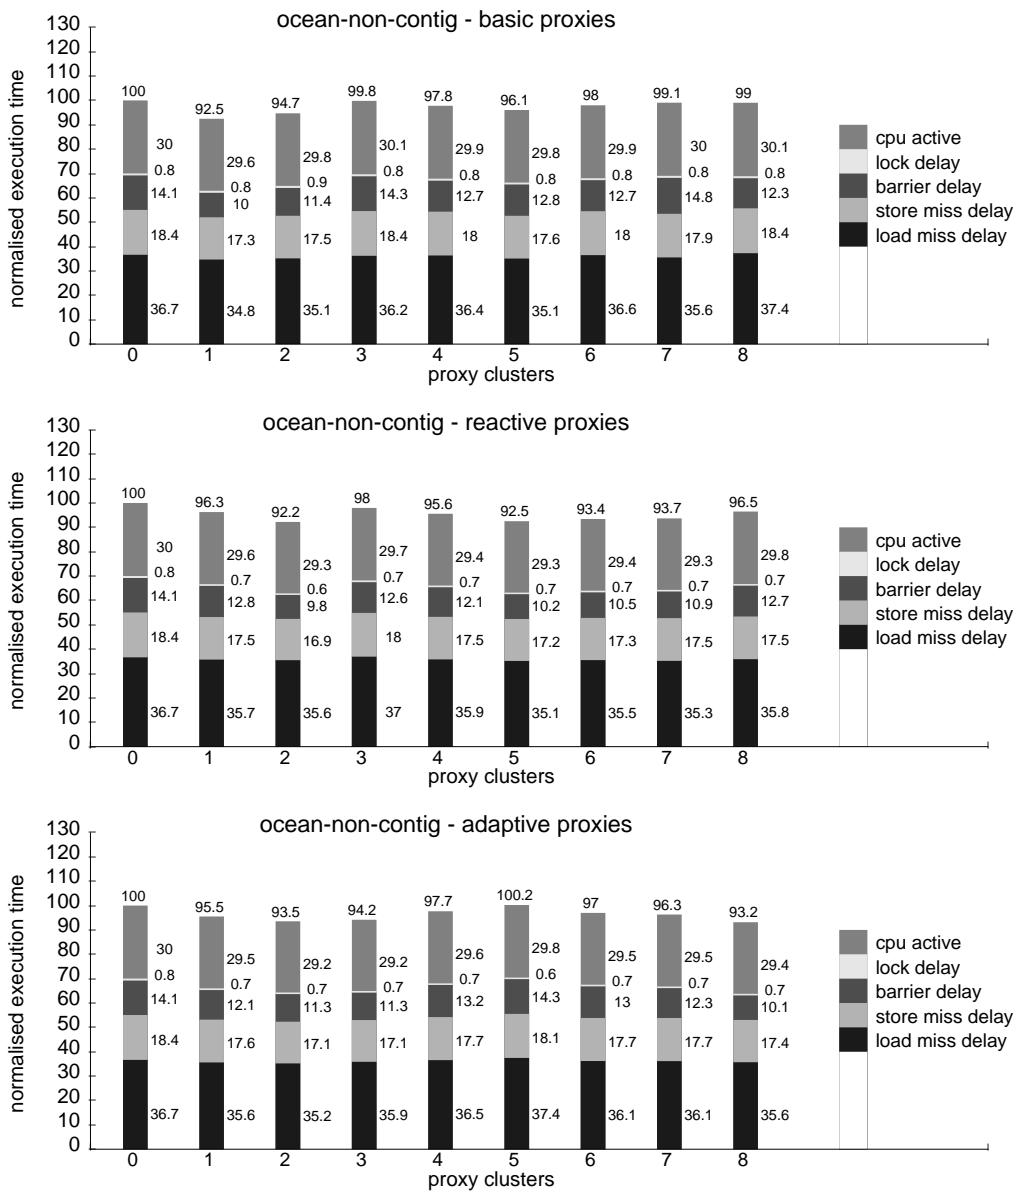 ocean-non-contig - basic proxies
normalised execution time
130
120
110
100
90
80
70
60
50
40
30
20
10
0
100 92.5 94.7 99.8 97.8 96.1 98 99.1 99
30 29.6 29.8 30.1 29.9 29.8 29.9 30 30.1
0.8 0.8 0.9 0.8 0.8 0.8 0.8 0.8 0.8
14.1 10 11.4 14.3 12.7 12.8 12.7 14.8 12.3
18.4 17.3 17.5 18.4 18 17.6 18 17.9 18.4
36.7 34.8 35.1 36.2 36.4 35.1 36.6 35.6 37.4
0 1 2 3 4 5 6 7 8
proxy clusters
cpu active
lock delay
barrier delay
store miss delay
load miss delay
ocean-non-contig - reactive proxies
normalised execution time
130
120
110
100
90
80
70
60
50
40
30
20
10
0
100 96.3 92.2 98 95.6 92.5 93.4 93.7 96.5
30 29.6 29.3 29.7 29.4 29.3 29.4 29.3 29.8
0.8 0.7 0.6 0.7 0.7 0.7 0.7 0.7 0.7
14.1 12.8 9.8 12.6 12.1 10.2 10.5 10.9 12.7
18.4 17.5 16.9 18 17.5 17.2 17.3 17.5 17.5
36.7 35.7 35.6 37 35.9 35.1 35.5 35.3 35.8
0 1 2 3 4 5 6 7 8
proxy clusters
cpu active
lock delay
barrier delay
store miss delay
load miss delay
ocean-non-contig - adaptive proxies
normalised execution time
130
120
110
100
90
80
70
60
50
40
30
20
10
0
100 95.5 93.5 94.2 97.7 100.2 97 96.3 93.2
30 29.5 29.2 29.2 29.6 29.8 29.5 29.5 29.4
0.8 0.7 0.7 0.7 0.7 0.6 0.7 0.7 0.7
14.1 12.1 11.3 11.3 13.2 14.3 13 12.3 10.1
18.4 17.6 17.1 17.1 17.7 18.1 17.7 17.7 17.4
36.7 35.6 35.2 35.9 36.5 37.4 36.1 36.1 35.6
0 1 2 3 4 5 6 7 8
proxy clusters
cpu active
lock delay
barrier delay
store miss delay
load miss delay